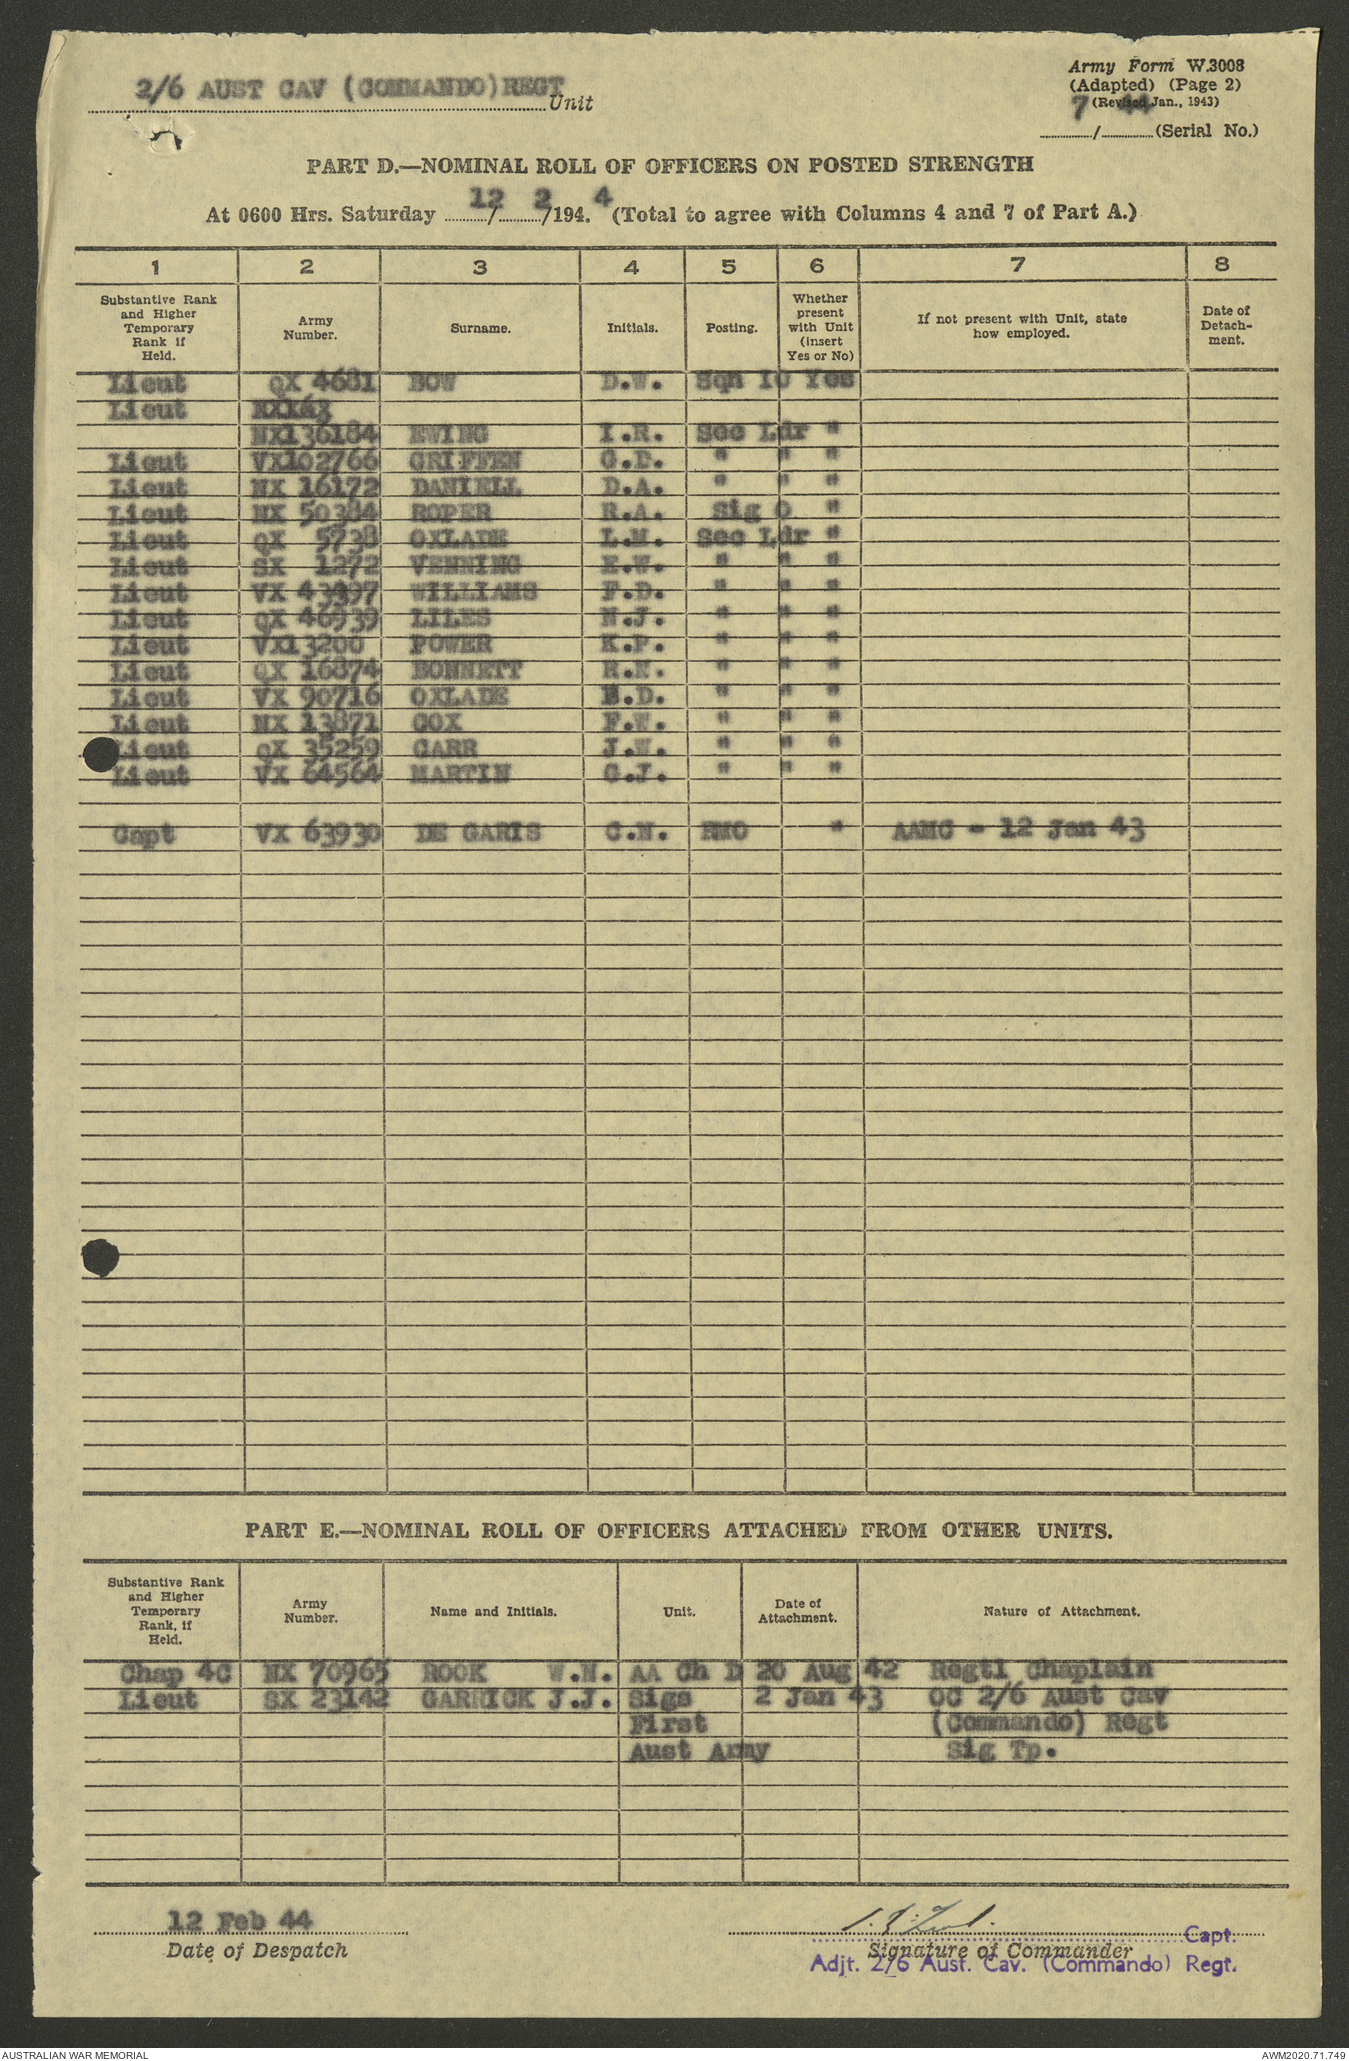 2/6 AUST CAV (COMMANDO) REGT Unit
Army Form W.3008
(Adapted) (Page 2)
(Revised Jan., 1943)
7 / 44 (Serial No.)
PART D.—NOMINAL ROLL OF OFFICERS ON POSTED STRENGTH
At 0600 Hrs. Saturday 12/2/194.4 (Total to agree with Columns 4 and 7 of Part A.)
1 2 3 4 5 6 7 8
Substantive Rank and Higher Temporary Rank if Held. Army Number. Surname. Initials. Posting. Whether present with Unit (insert Yes or No) If not present with Unit, state how employed. Date of Detach-ment.
Lieut QX 4681 BOW D.W. Sqn IO Yes
Lieut
NX136184 EWING I.R. Sec Ldr "
Lieut VX102766 GRIFFEN G.D. " " "
Lieut NX 16172 DANIELL D.A. " " "
Lieut NX 50384 ROPER R.A. Sig O "
Lieut QX 5738 OXLADE L.M. Sec Ldr "
Lieut SX 1272 VENNING E.W. " " "
Lieut VX WILLIAMS F.D. " " "
Lieut QX 46939 LILES N.J. " " "
Lieut VX13200 POWER K.P. " " "
Lieut QX 16874 BONNETT R.N. " " "
Lieut VX 90716 OXLADE B.D. " " "
Lieut NX 13871 COX F.W. " " "
Lieut QX 35259 CARR J.W. " " "
Lieut VX 64564 MARTIN G.J. " " "
Capt VX 63930 DE GARIS C.N. RMO " AAMC - 12 Jan 43
PART E.—NOMINAL ROLL OF OFFICERS ATTACHED FROM OTHER UNITS.
Substantive Rank and Higher Temporary Rank, if Held. Army Number. Name and Initials. Unit. Date of Attachment. Nature of Attachment.
Chap 4C NX 70965 ROOK W.N. AA Ch D 20 Aug 42 Regtl Chaplain
Lieut SX 23142 GARRICK J.J. Sigs 2 Jan 43 OC 2/6 Aust Cav
First (Commando) Regt
Aust Army Sig Tp.
12 Feb 44
Date of Despatch
Capt.
Signature of Commander
Adjt. 2/6 Aust. Cav. (Commando) Regt.
AUSTRALIAN WAR MEMORIAL AWM2020.71.749